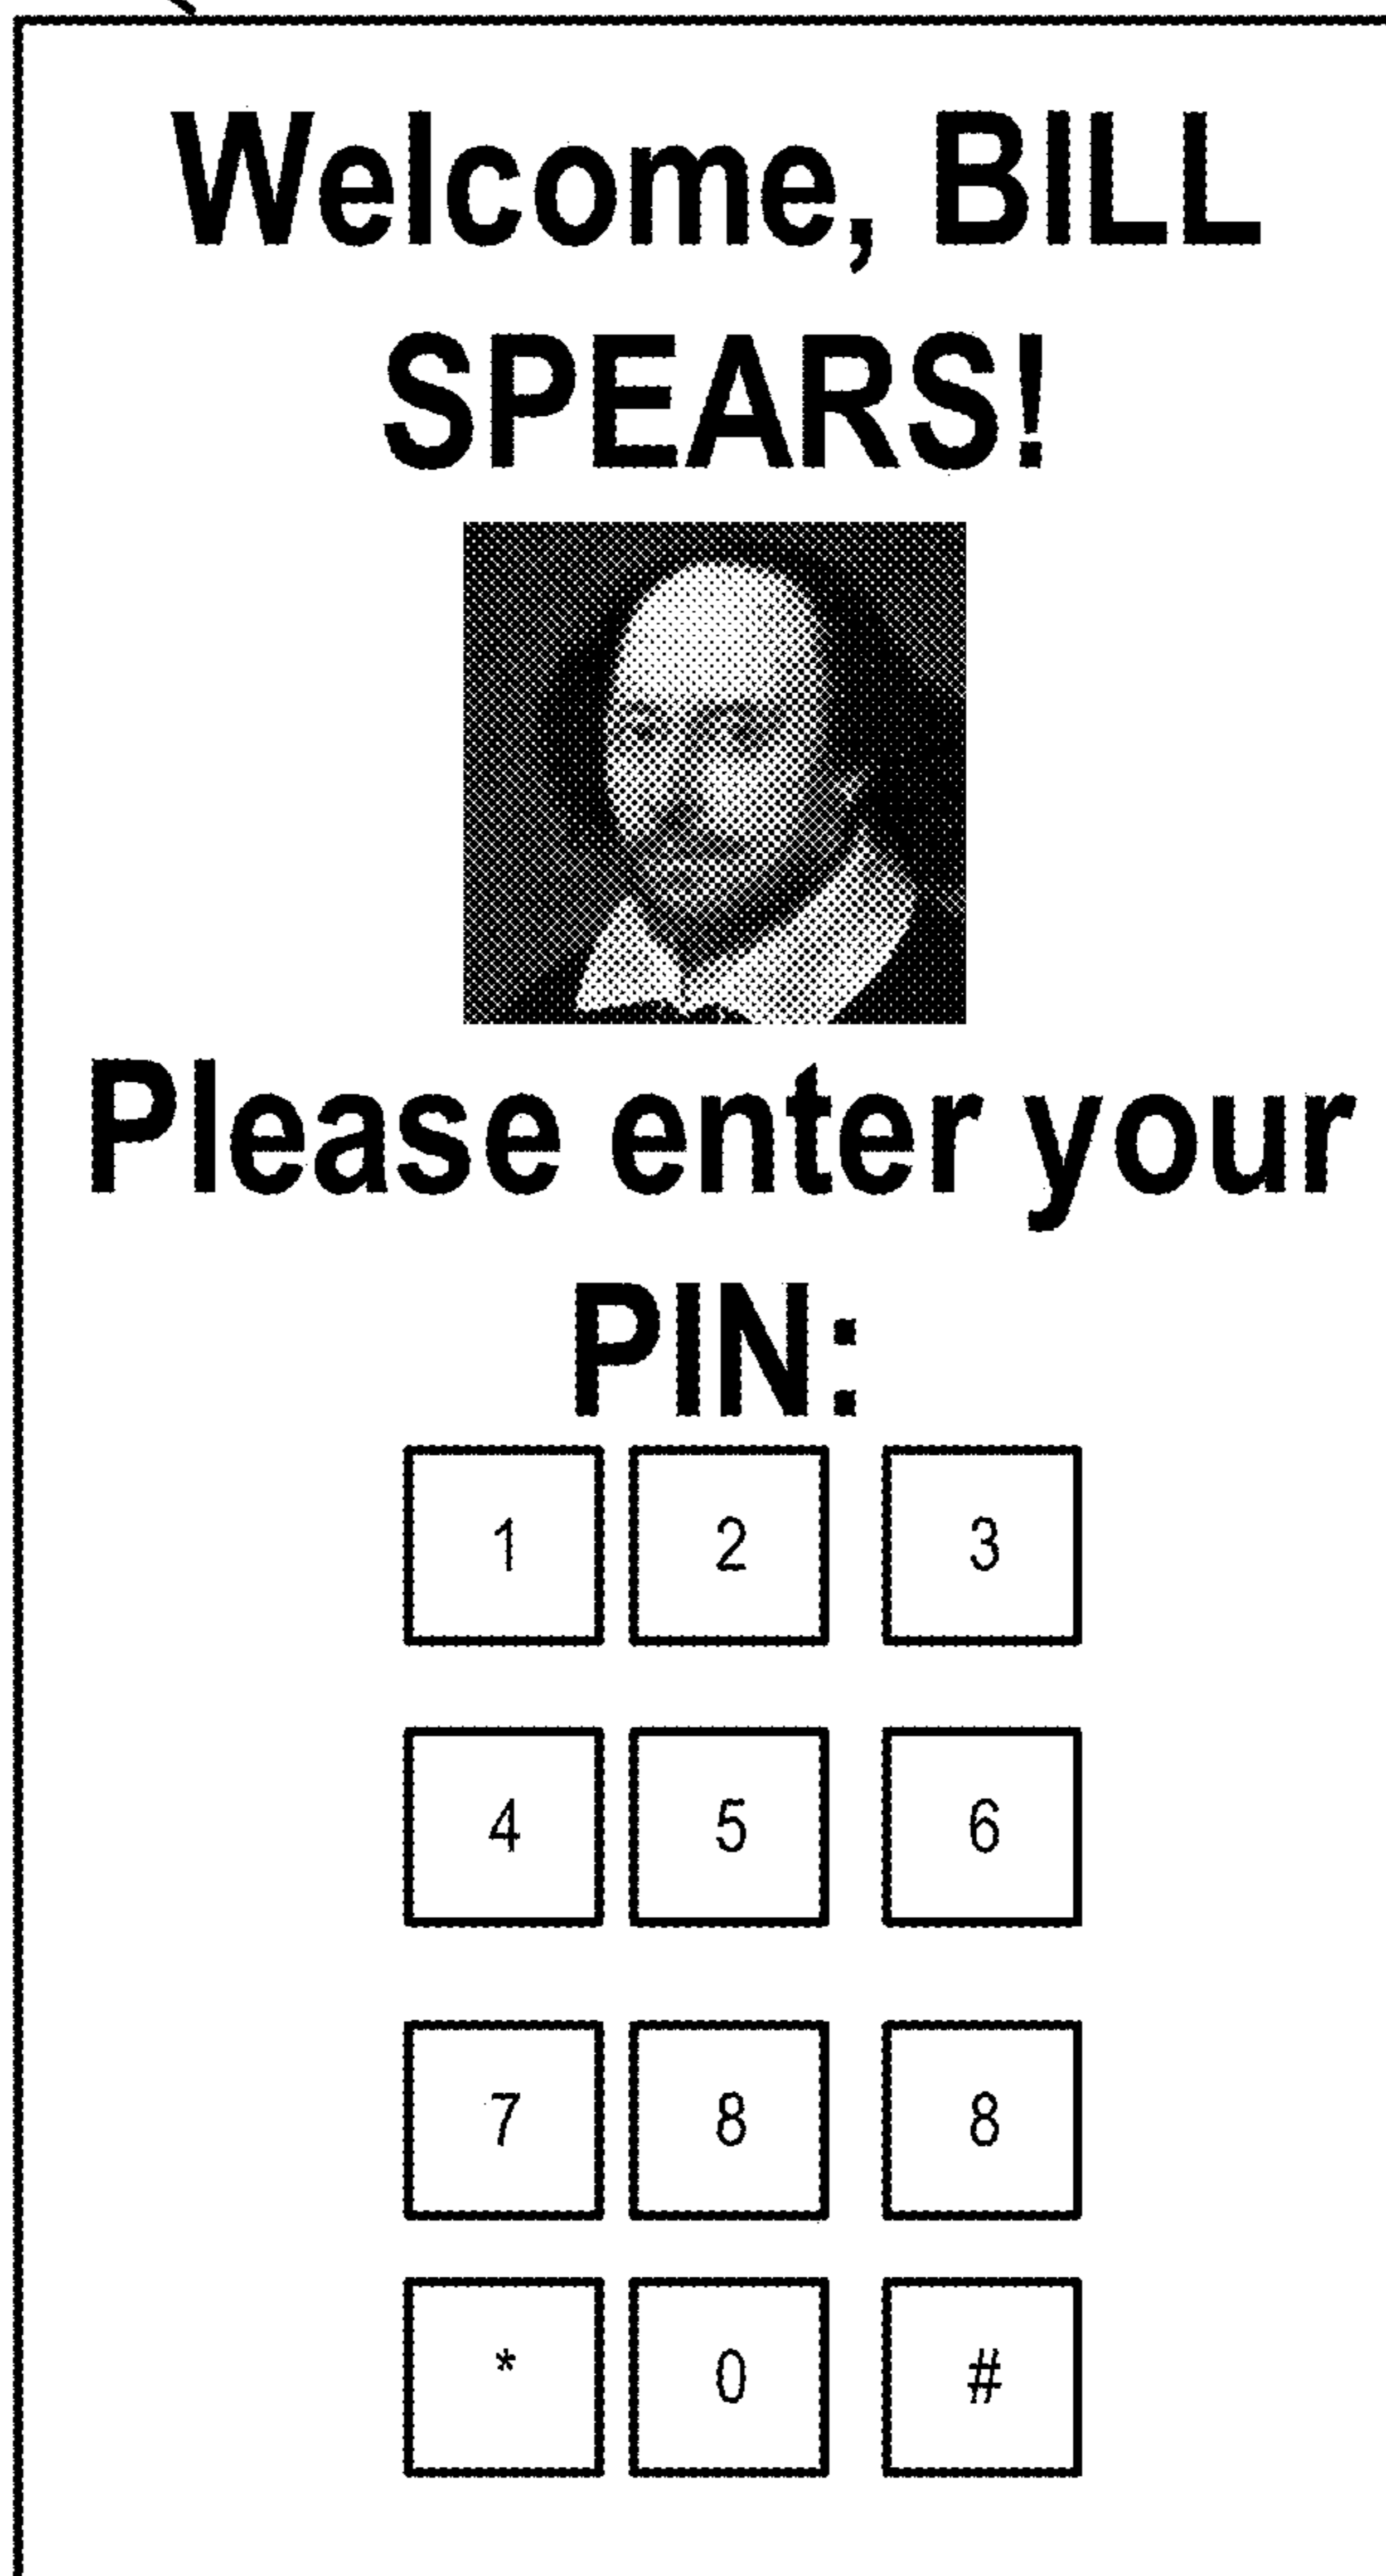 Welcome, BILL
SPEARS!
Please enter your
PIN:
1 2 3
4 5 6
7 8 8
* 0 #